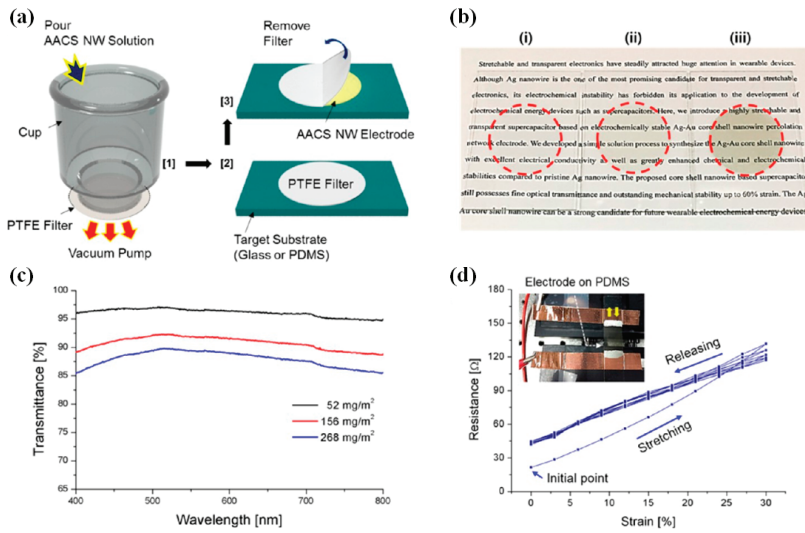 (a)
Pour
AACS NW Solution
Cup
PTFE Filter
Vacuum Pump
[1]
[2]
[3]
Remove
Filter
AACS NW Electrode
PTFE Filter
Target Substrate
(Glass or PDMS)
(b)
(i) (ii) (iii)
Stretchable and transparent electronics have steadily attracted huge attention in wearable devices.
Although Ag nanowire is the one of the most promising candidate for transparent and stretchable
electronics, its electrochemical instability has forbidden its application to the development of
electrochemical energy devices such as supercapacitors. Here, we introduce a highly stretchable and
transparent supercapacitor based on electrochemically stable Ag-Au core shell nanowire percolation
network electrode. We developed a simple solution process to synthesize the Ag-Au core shell nanowire
with excellent electrical conductivity as well as greatly enhanced chemical and electrochemical
stabilities compared to pristine Ag nanowire. The proposed core shell nanowire based supercapacitor
still possesses fine optical transmittance and outstanding mechanical stability up to 60% strain. The Ag
Au core shell nanowire can be a strong candidate for future wearable electrochemical energy devices
(c)
Transmittance [%]
100
95
90
85
80
75
70
65
52 mg/m²
156 mg/m²
268 mg/m²
400 500 600 700 800
Wavelength [nm]
(d)
Electrode on PDMS
Resistance [Ω]
180
150
120
90
60
30
0
Releasing
Stretching
Initial point
0 5 10 15 20 25 30
Strain [%]